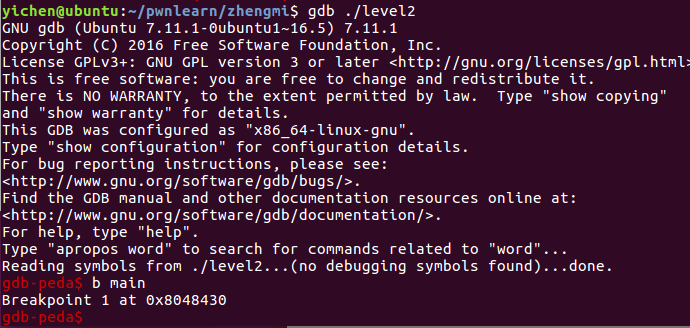 yichen@ubuntu:~/pwnlearn/zhengmi$ gdb ./level2
GNU gdb (Ubuntu 7.11.1-0ubuntu1~16.5) 7.11.1
Copyright (C) 2016 Free Software Foundation, Inc.
License GPLv3+: GNU GPL version 3 or later <http://gnu.org/licenses/gpl.html>
This is free software: you are free to change and redistribute it.
There is NO WARRANTY, to the extent permitted by law.  Type "show copying"
and "show warranty" for details.
This GDB was configured as "x86_64-linux-gnu".
Type "show configuration" for configuration details.
For bug reporting instructions, please see:
<http://www.gnu.org/software/gdb/bugs/>.
Find the GDB manual and other documentation resources online at:
<http://www.gnu.org/software/gdb/documentation/>.
For help, type "help".
Type "apropos word" to search for commands related to "word"...
Reading symbols from ./level2...(no debugging symbols found)...done.
gdb-peda$ b main
Breakpoint 1 at 0x8048430
gdb-peda$